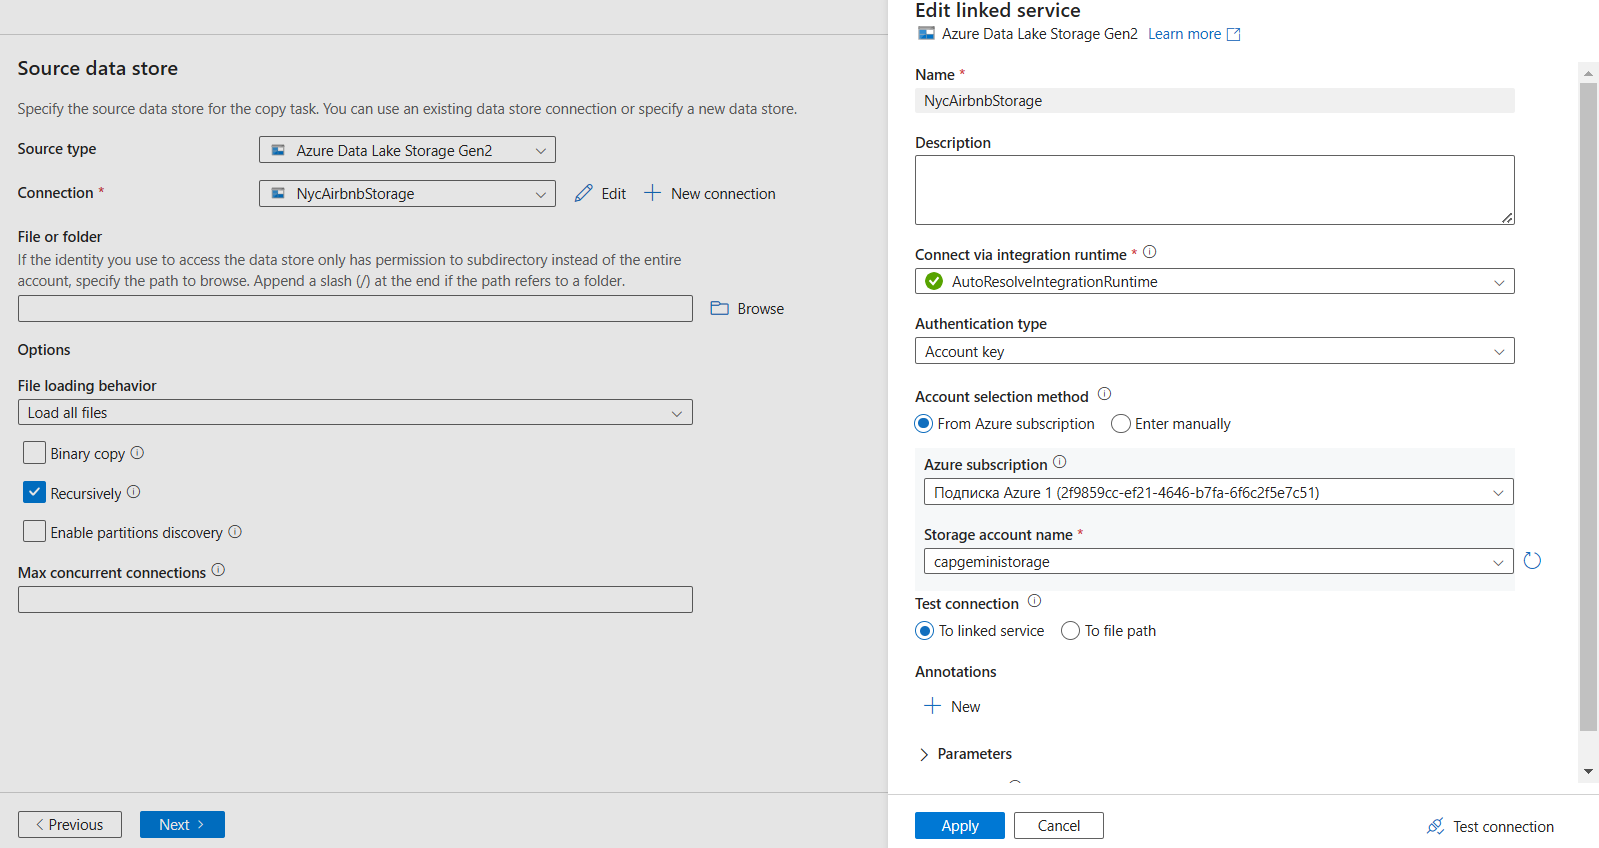 Source data store
Specify the source data store for the copy task. You can use an existing data store connection or specify a new data store.
Source type
Azure Data Lake Storage Gen2
Connection *
NycAirbnbStorage
Edit
New connection
File or folder
If the identity you use to access the data store only has permission to subdirectory instead of the entire
account, specify the path to browse. Append a slash (/) at the end if the path refers to a folder.
Browse
Options
File loading behavior
Load all files
Binary copy
Recursively
Enable partitions discovery
Max concurrent connections
Previous
Next
Edit linked service
Azure Data Lake Storage Gen2 Learn more
Name *
NycAirbnbStorage
Description
Connect via integration runtime *
AutoResolveIntegrationRuntime
Authentication type
Account key
Account selection method
From Azure subscription
Enter manually
Azure subscription
Подписка Azure 1 (2f9859cc-ef21-4646-b7fa-6f6c2f5e7c51)
Storage account name *
capgeministorage
Test connection
To linked service
To file path
Annotations
New
Parameters
Apply
Cancel
Test connection